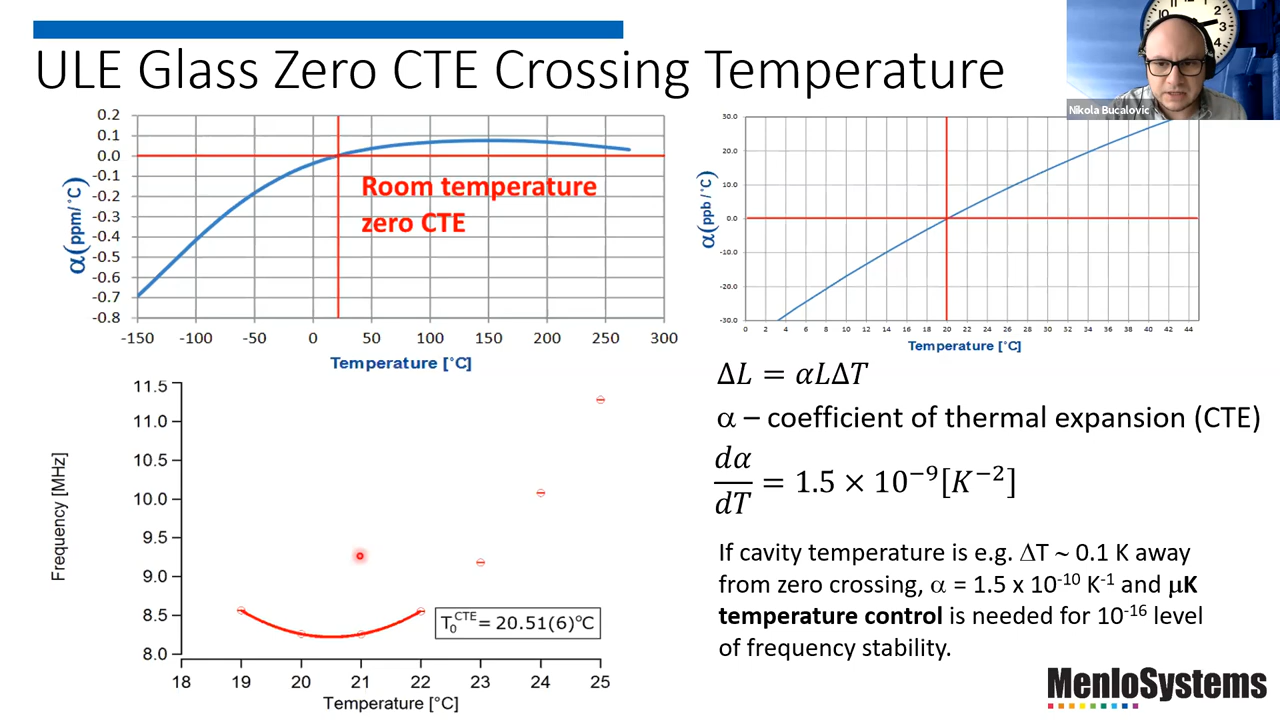 ULE Glass Zero CTE Crossing Temperature
12
1
2
3
4
Nikola Bucalovic
0.2
0.1
0.0
-0.1
-0.2
-0.3
-0.4
-0.5
-0.6
-0.7
-0.8
α(ppm/°C)
Room temperature
zero CTE
-150 -100 -50 0 50 100 150 200 250 300
Temperature [°C]
30.0
20.0
10.0
0.0
-10.0
-20.0
-30.0
α(ppb/°C)
0 2 4 6 8 10 12 14 16 18 20 22 24 26 28 30 32 34 36 38 40 42 44
Temperature [°C]
11.5
11.0
10.5
10.0
9.5
9.0
8.5
8.0
Frequency [MHz]
T₀ᶜᵀᴱ = 20.51(6)°C
18 19 20 21 22 23 24 25
Temperature [°C]
ΔL = αLΔT
α – coefficient of thermal expansion (CTE)
dα/dT = 1.5 × 10⁻⁹[K⁻²]
If cavity temperature is e.g. ΔT ~ 0.1 K away
from zero crossing, α = 1.5 x 10⁻¹⁰ K⁻¹ and µK
temperature control is needed for 10⁻¹⁶ level
of frequency stability.
MenloSystems